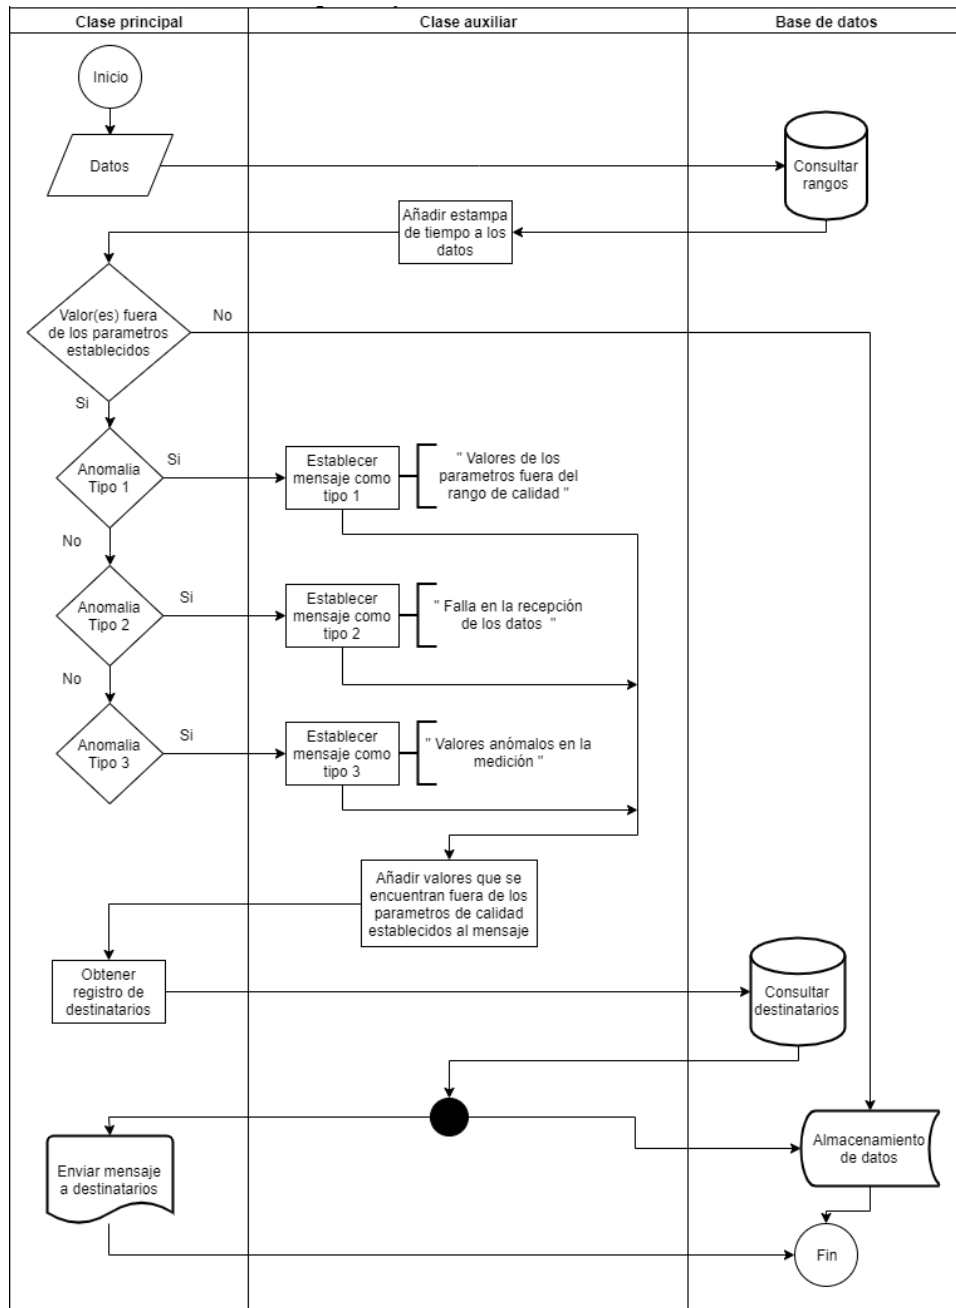 Clase principal
Clase auxiliar
Base de datos
Inicio
Datos
Consultar
rangos
Añadir estampa
de tiempo a los
datos
Valor(es) fuera
de los parametros
establecidos
No
Si
Anomalia
Tipo 1
Si
Establecer
mensaje como
tipo 1
" Valores de los
parametros fuera del
rango de calidad "
No
Anomalia
Tipo 2
Si
Establecer
mensaje como
tipo 2
" Falla en la recepción
de los datos "
No
Anomalia
Tipo 3
Si
Establecer
mensaje como
tipo 3
" Valores anómalos en la
medición "
Añadir valores que se
encuentran fuera de los
parametros de calidad
establecidos al mensaje
Obtener
registro de
destinatarios
Consultar
destinatarios
Enviar mensaje
a destinatarios
Almacenamiento
de datos
Fin